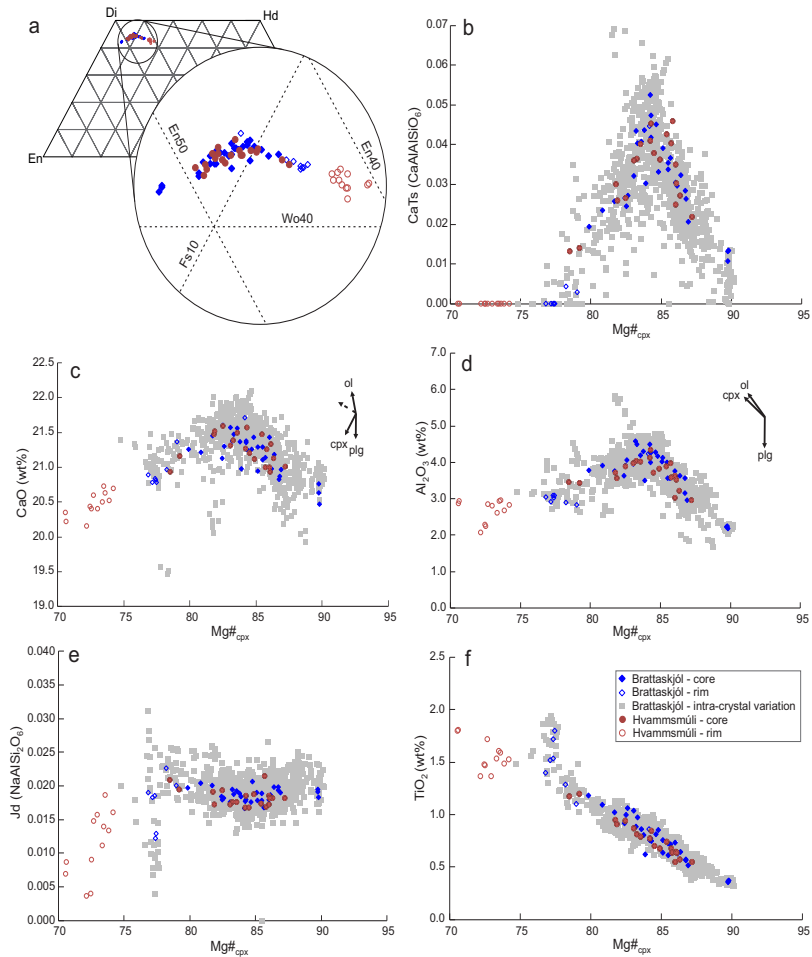 a
Di
Hd
En
En50
En40
Wo40
Fs10
b
CaTs (CaAlAlSiO6)
0.07
0.06
0.05
0.04
0.03
0.02
0.01
0.00
70 75 80 85 90 95
Mg#cpx
c
CaO (wt%)
22.5
22.0
21.5
21.0
20.5
20.0
19.5
19.0
ol
cpx
plg
70 75 80 85 90 95
Mg#cpx
d
Al2O3 (wt%)
7.0
6.0
5.0
4.0
3.0
2.0
1.0
0.0
ol
cpx
plg
70 75 80 85 90 95
Mg#cpx
e
Jd (NaAlSi2O6)
0.040
0.035
0.030
0.025
0.020
0.015
0.010
0.005
0.000
70 75 80 85 90 95
Mg#cpx
f
TiO2 (wt%)
2.5
2.0
1.5
1.0
0.5
0.0
Brattaskjól - core
Brattaskjól - rim
Brattaskjól - intra-crystal variation
Hvammsmúli - core
Hvammsmúli - rim
70 75 80 85 90 95
Mg#cpx